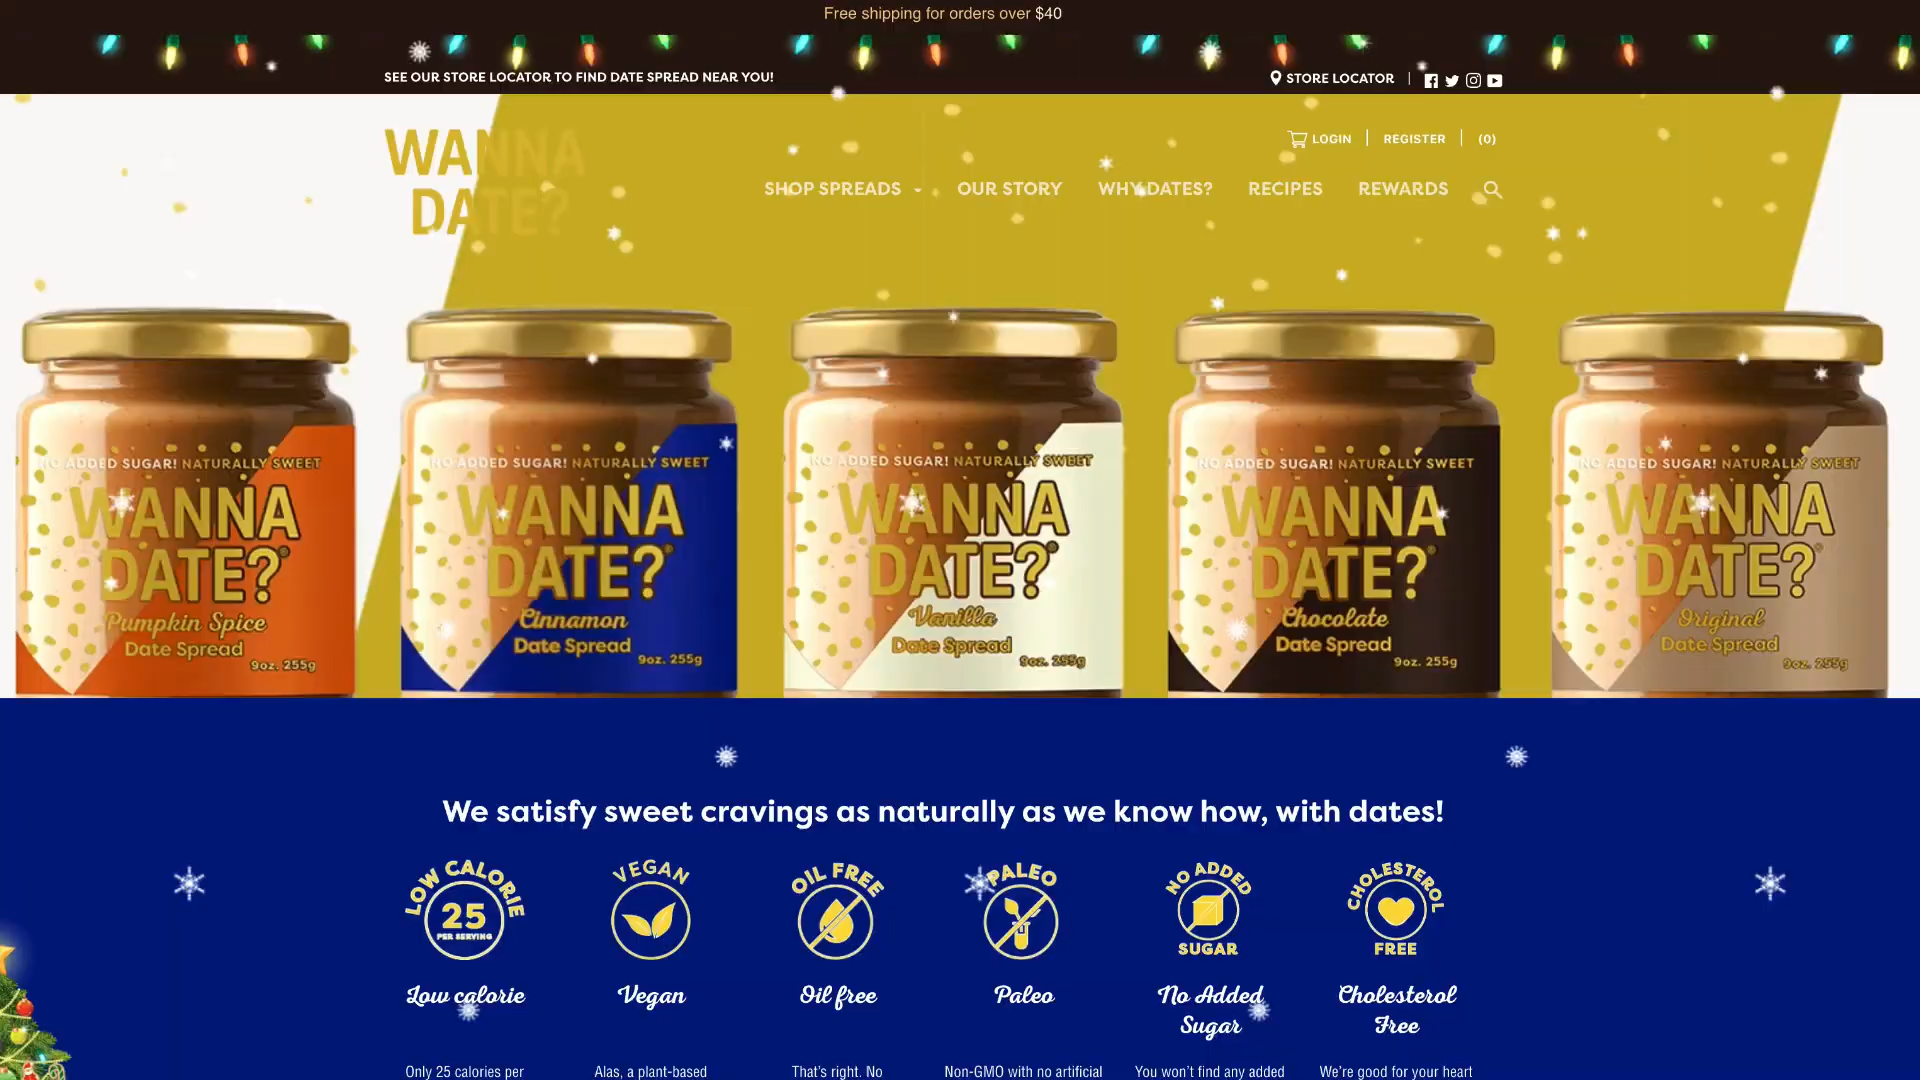 Free shipping for orders over $40
SEE OUR STORE LOCATOR TO FIND DATE SPREAD NEAR YOU!
STORE LOCATOR
WANNA
DATE?
LOGIN
REGISTER
(0)
SHOP SPREADS
OUR STORY
WHY DATES?
RECIPES
REWARDS
NO ADDED SUGAR! NATURALLY SWEET
WANNA
DATE?®
Pumpkin Spice
Date Spread
9oz. 255g
NO ADDED SUGAR! NATURALLY SWEET
WANNA
DATE?®
Cinnamon
Date Spread
9oz. 255g
NO ADDED SUGAR! NATURALLY SWEET
WANNA
DATE?®
Vanilla
Date Spread
9oz. 255g
NO ADDED SUGAR! NATURALLY SWEET
WANNA
DATE?®
Chocolate
Date Spread
9oz. 255g
NO ADDED SUGAR! NATURALLY SWEET
WANNA
DATE?®
Original
Date Spread
9oz. 255g
We satisfy sweet cravings as naturally as we know how, with dates!
LOW CALORIE
25
PER SERVING
VEGAN
OIL FREE
PALEO
NO ADDED
SUGAR
CHOLESTEROL
FREE
Low calorie
Vegan
Oil free
Paleo
No Added
Sugar
Cholesterol
Free
Only 25 calories per
Alas, a plant-based
That's right. No
Non-GMO with no artificial
You won't find any added
We're good for your heart